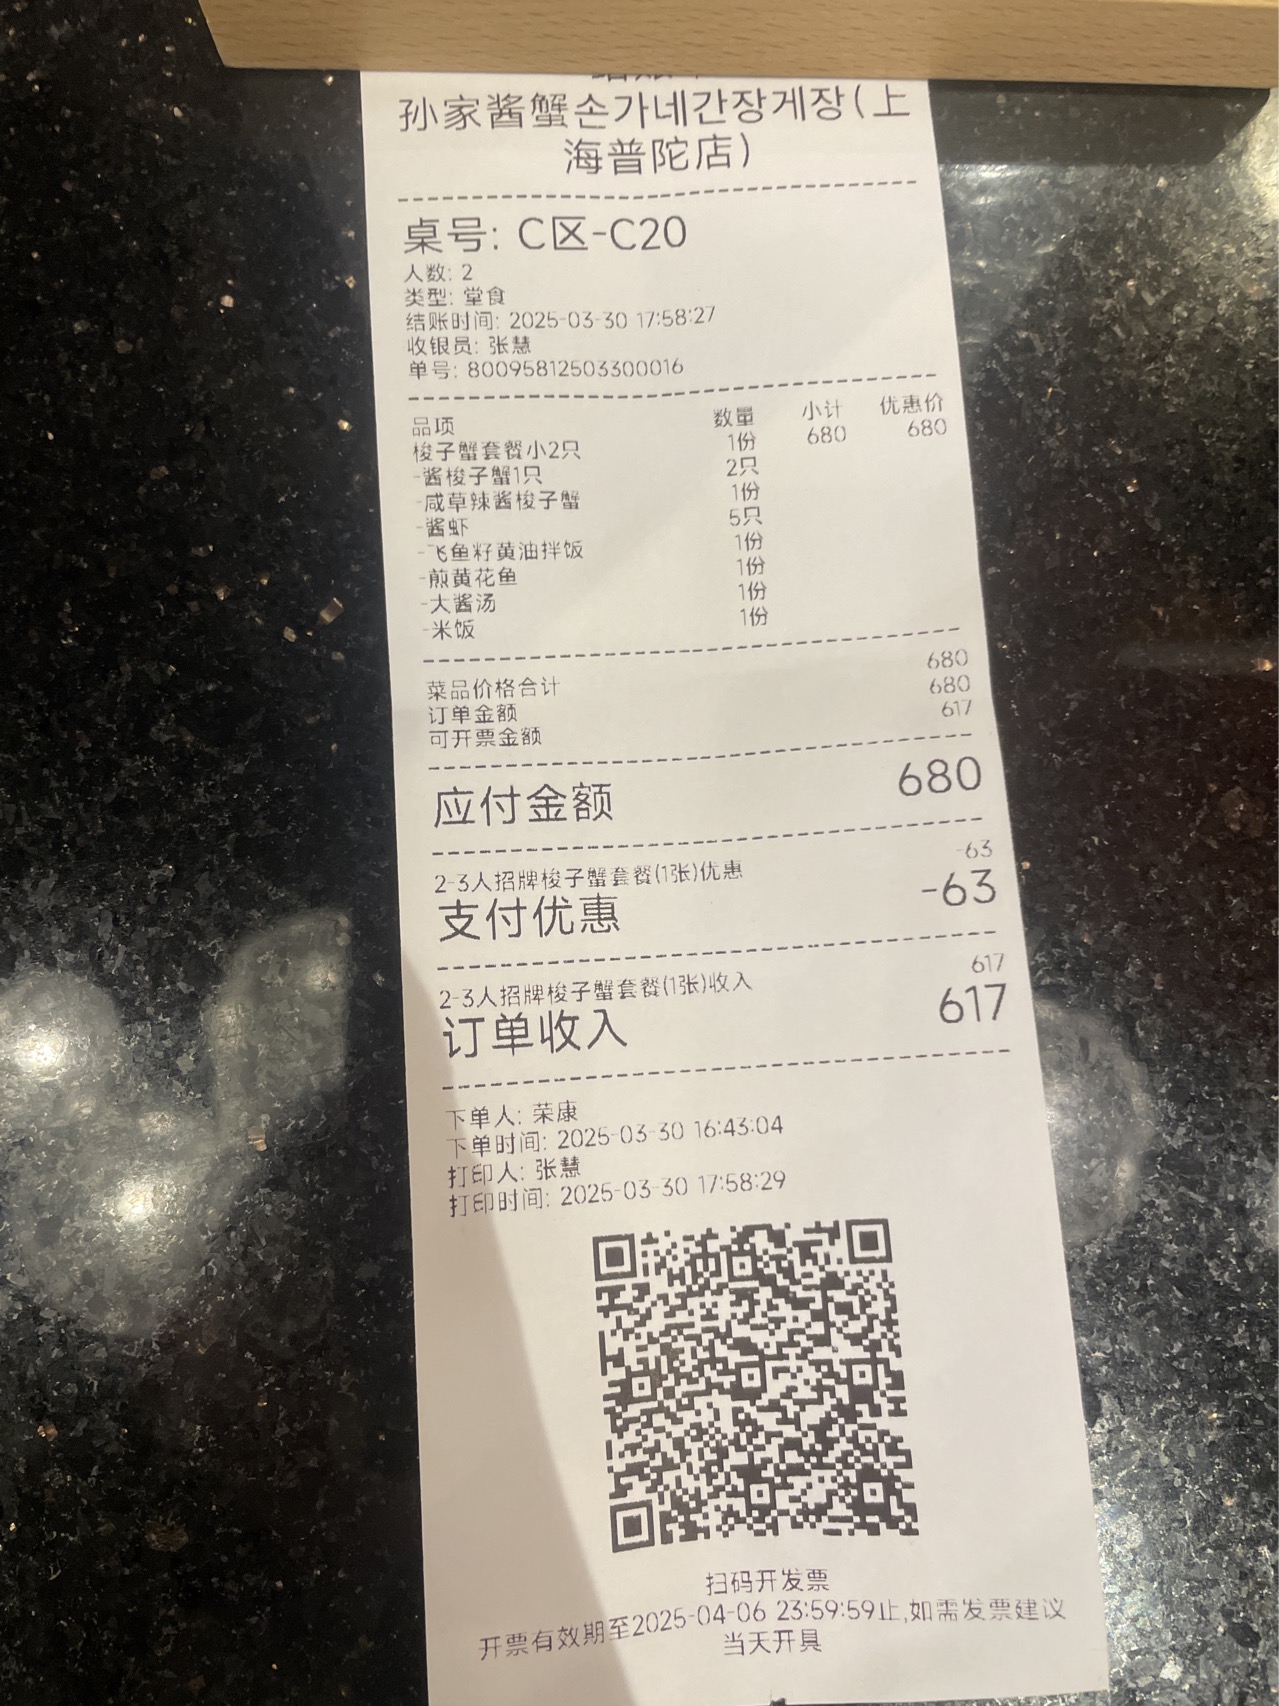 孙家酱蟹손가네간장게장(上
海普陀店)
桌号: C区-C20
人数: 2
类型: 堂食
结账时间: 2025-03-30 17:58:27
收银员: 张慧
单号: 80095812503300016
品项 数量 小计 优惠价
梭子蟹套餐小2只 1份 680 680
-酱梭子蟹1只 2只
-咸草辣酱梭子蟹 1份
-酱虾 5只
-飞鱼籽黄油拌饭 1份
-煎黄花鱼 1份
-大酱汤 1份
-米饭 1份
菜品价格合计 680
订单金额 680
可开票金额 617
应付金额 680
2-3人招牌梭子蟹套餐(1张)优惠 -63
支付优惠 -63
2-3人招牌梭子蟹套餐(1张)收入 617
订单收入 617
下单人: 荣康
下单时间: 2025-03-30 16:43:04
打印人: 张慧
打印时间: 2025-03-30 17:58:29
扫码开发票
开票有效期至2025-04-06 23:59:59止,如需发票建议
当天开具